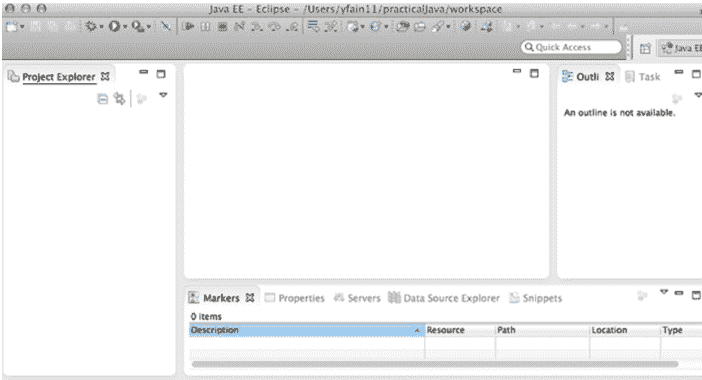 Java EE - Eclipse - /Users/yfain11/practicalJava/workspace
Quick Access
Java EE
Project Explorer
Outli
Task
An outline is not available.
Markers
Properties
Servers
Data Source Explorer
Snippets
0 items
Description
Resource
Path
Location
Type